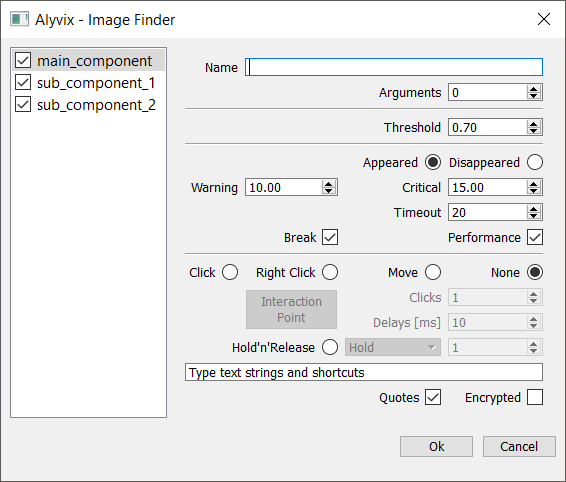 Alyvix - Image Finder
main_component
sub_component_1
sub_component_2
Name
Arguments 0
Threshold 0.70
Appeared Disappeared
Warning 10.00 Critical 15.00
Timeout 20
Break Performance
Click Right Click Move None
Interaction
Point
Clicks 1
Delays [ms] 10
Hold'n'Release Hold 1
Type text strings and shortcuts
Quotes Encrypted
Ok Cancel